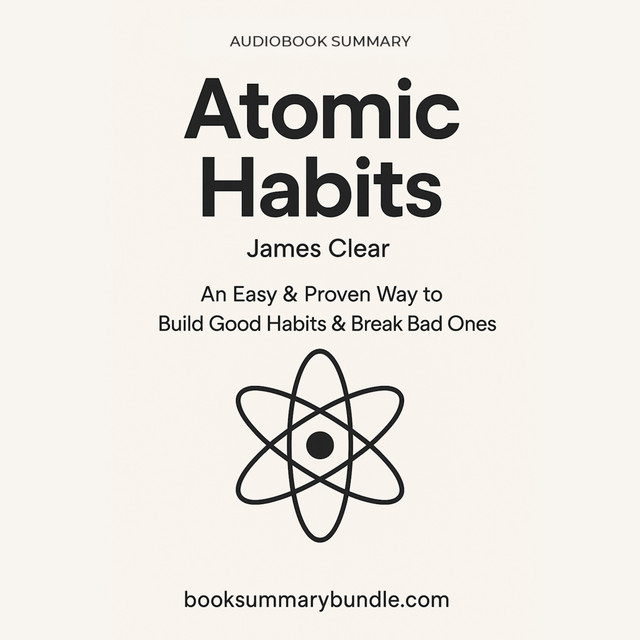 AUDIOBOOK SUMMARY
Atomic
Habits
James Clear
An Easy & Proven Way to
Build Good Habits & Break Bad Ones
booksummarybundle.com